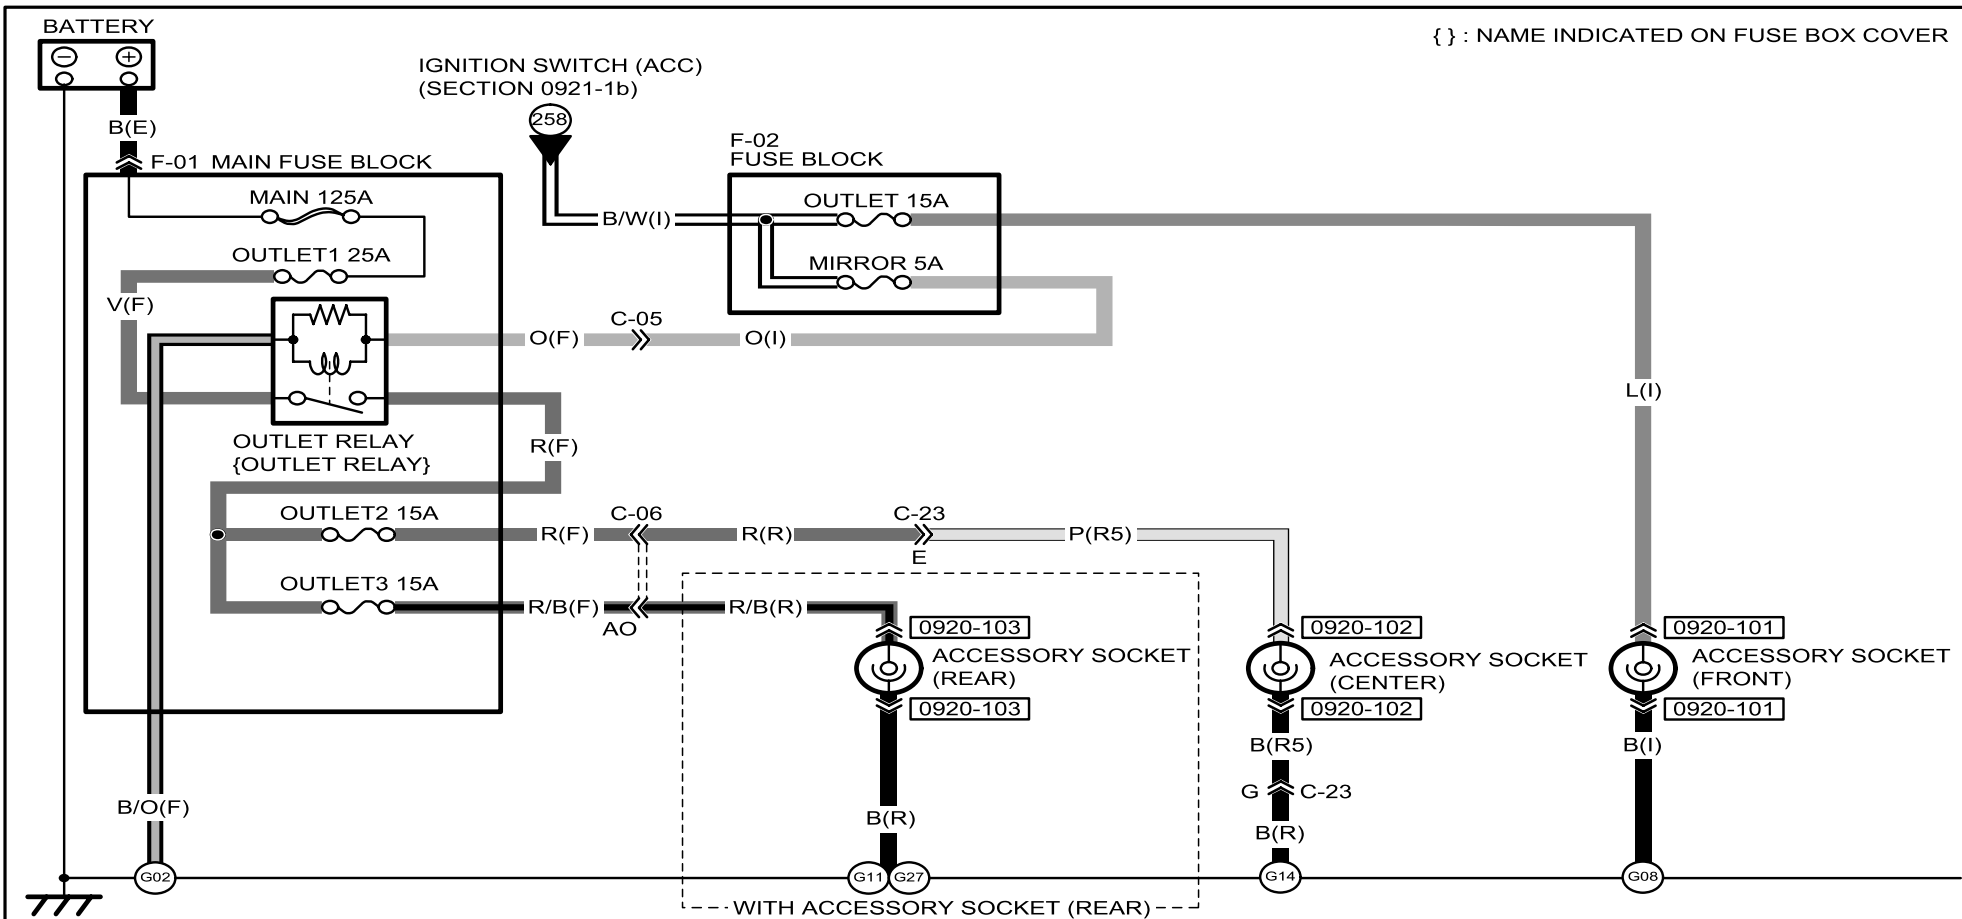 BATTERY
{ } : NAME INDICATED ON FUSE BOX COVER
−
+
IGNITION SWITCH (ACC)
(SECTION 0921-1b)
258
B(E)
F-01 MAIN FUSE BLOCK
F-02
FUSE BLOCK
MAIN 125A
OUTLET 15A
B/W(I)
OUTLET1 25A
MIRROR 5A
V(F)
C-05
O(F)
O(I)
L(I)
OUTLET RELAY
{OUTLET RELAY}
R(F)
OUTLET2 15A
C-06
C-23
R(F)
R(R)
P(R5)
E
OUTLET3 15A
R/B(F)
R/B(R)
AO
0920-103
ACCESSORY SOCKET
(REAR)
0920-103
0920-102
ACCESSORY SOCKET
(CENTER)
0920-102
0920-101
ACCESSORY SOCKET
(FRONT)
0920-101
B(R5)
B(I)
G
C-23
B/O(F)
B(R)
B(R)
G02
G11
G27
G14
G08
WITH ACCESSORY SOCKET (REAR)